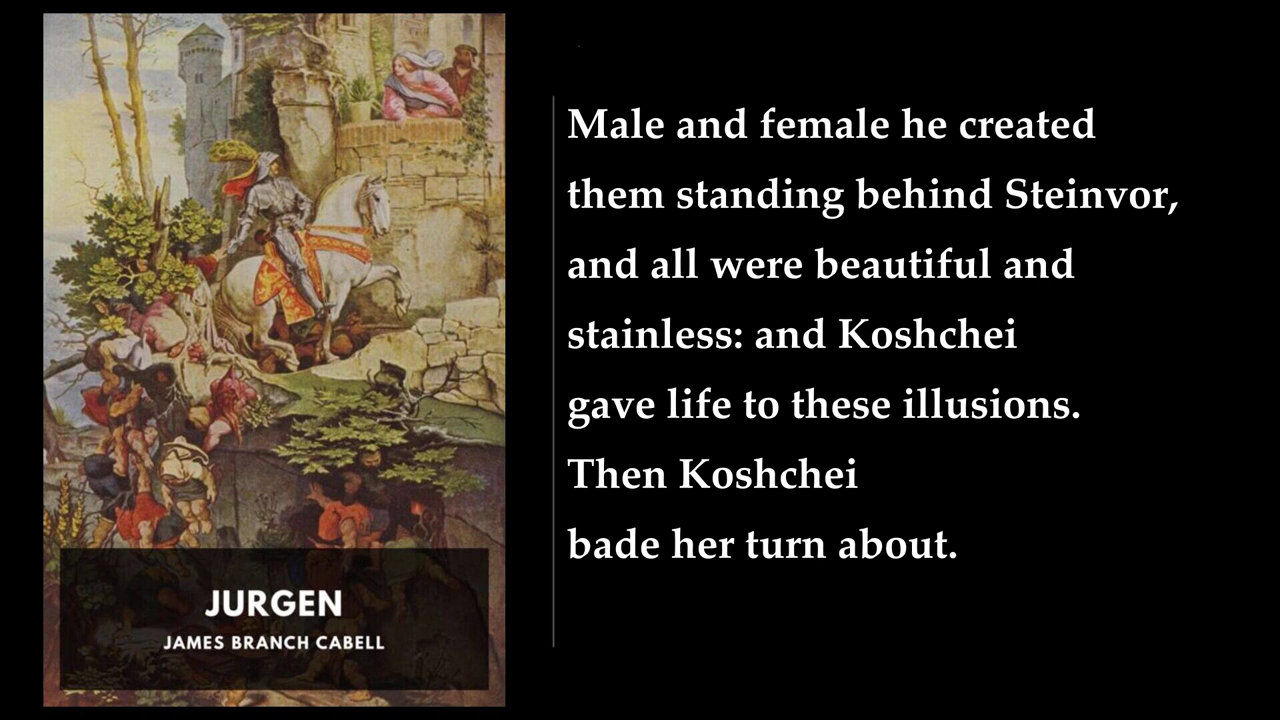 JURGEN
JAMES BRANCH CABELL
Male and female he created
them standing behind Steinvor,
and all were beautiful and
stainless: and Koshchei
gave life to these illusions.
Then Koshchei
bade her turn about.